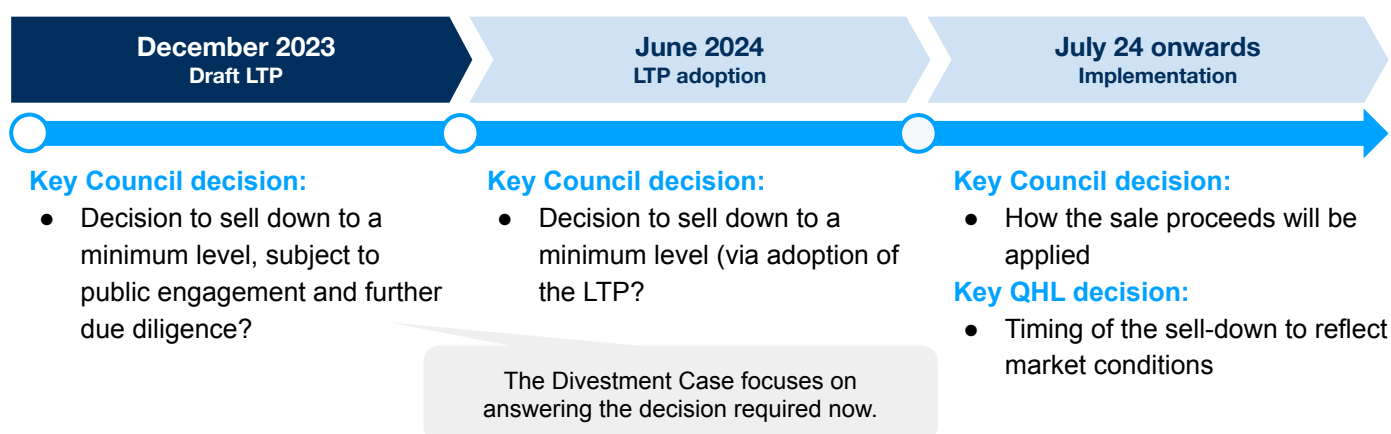 December 2023
Draft LTP
June 2024
LTP adoption
July 24 onwards
Implementation
Key Council decision:
● Decision to sell down to a
minimum level, subject to
public engagement and further
due diligence?
Key Council decision:
● Decision to sell down to a
minimum level (via adoption of
the LTP?
Key Council decision:
● How the sale proceeds will be
applied
Key QHL decision:
● Timing of the sell-down to reflect
market conditions
The Divestment Case focuses on
answering the decision required now.